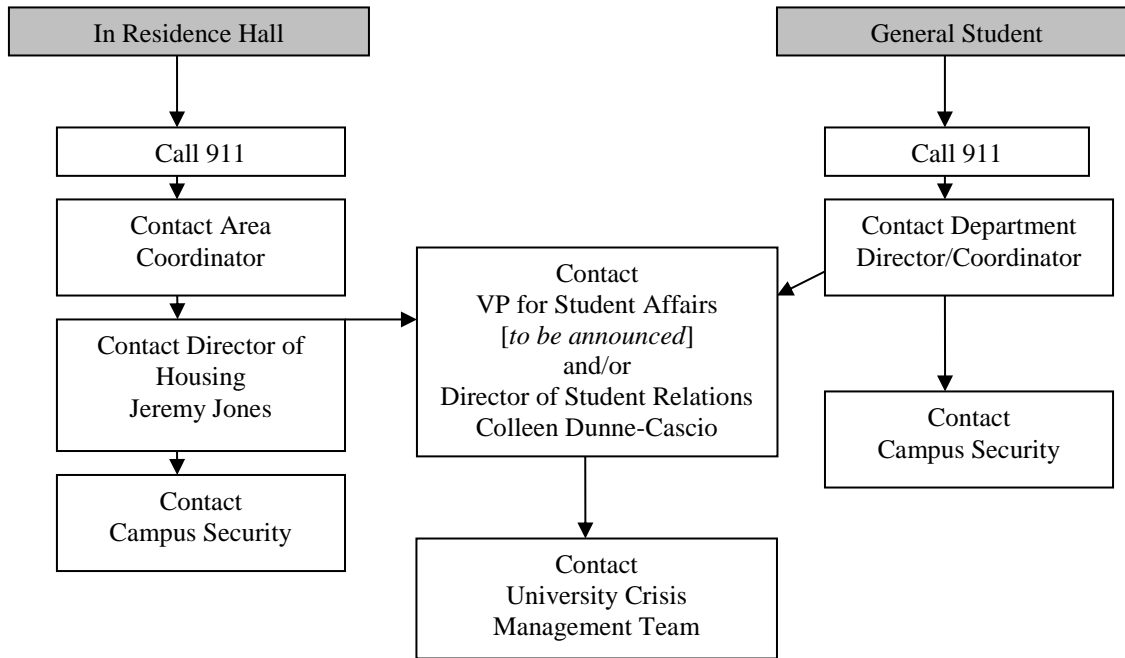 In Residence Hall
General Student
Call 911
Call 911
Contact Area
Coordinator
Contact Department
Director/Coordinator
Contact
VP for Student Affairs
[to be announced]
and/or
Director of Student Relations
Colleen Dunne-Cascio
Contact Director of
Housing
Jeremy Jones
Contact
Campus Security
Contact
Campus Security
Contact
University Crisis
Management Team